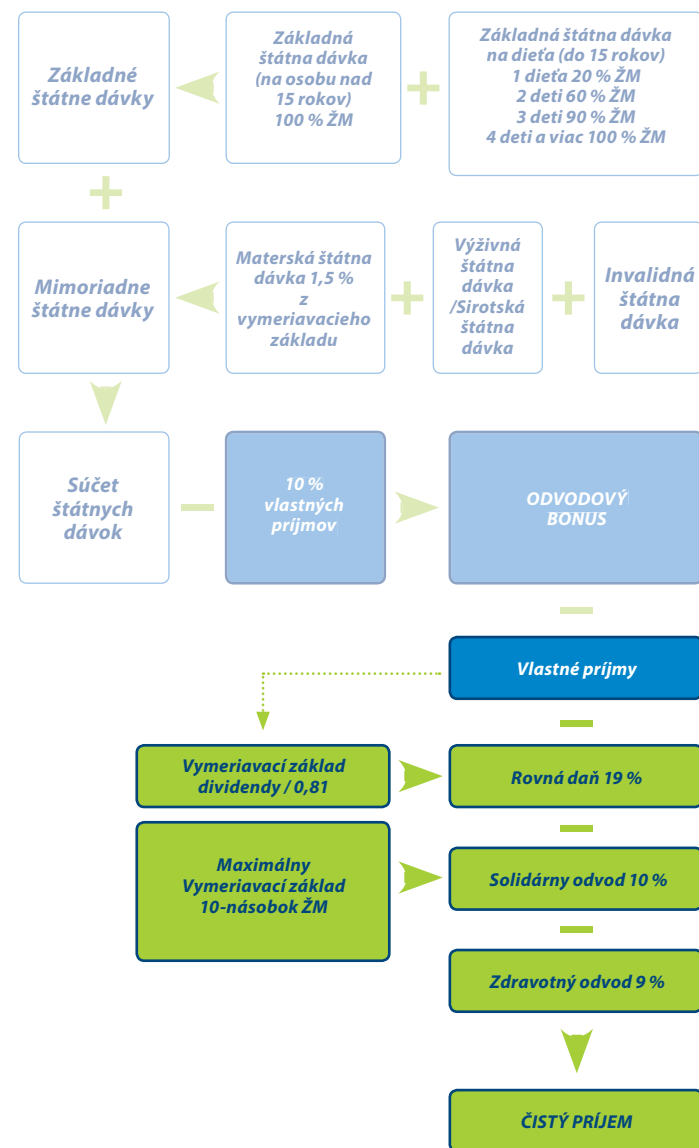 Základné
štátne dávky
Základná
štátna dávka
(na osobu nad
15 rokov)
100 % ŽM
Základná štátna dávka
na dieťa (do 15 rokov)
1 dieťa 20 % ŽM
2 deti 60 % ŽM
3 deti 90 % ŽM
4 deti a viac 100 % ŽM
Mimoriadne
štátne dávky
Materská štátna
dávka 1,5 %
z
vymeriavacieho
základu
Výživná
štátna
dávka
/Sirotská
štátna
dávka
Invalidná
štátna
dávka
Súčet
štátnych
dávok
10 %
vlastných
príjmov
ODVODOVÝ
BONUS
Vlastné príjmy
Vymeriavací základ
dividendy / 0,81
Rovná daň 19 %
Maximálny
Vymeriavací základ
10-násobok ŽM
Solidárny odvod 10 %
Zdravotný odvod 9 %
ČISTÝ PRÍJEM